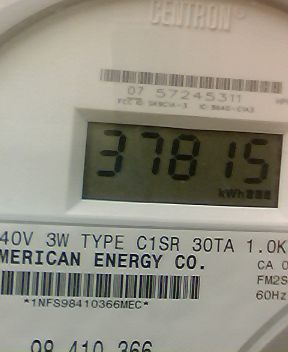 CENTRON®
07 57245311
37815
kWh
40V 3W TYPE C1SR 30TA 1.0K
MERICAN ENERGY CO.
CA 0
FM2S
60Hz
*1NFS98410366MEC*
98 410 366